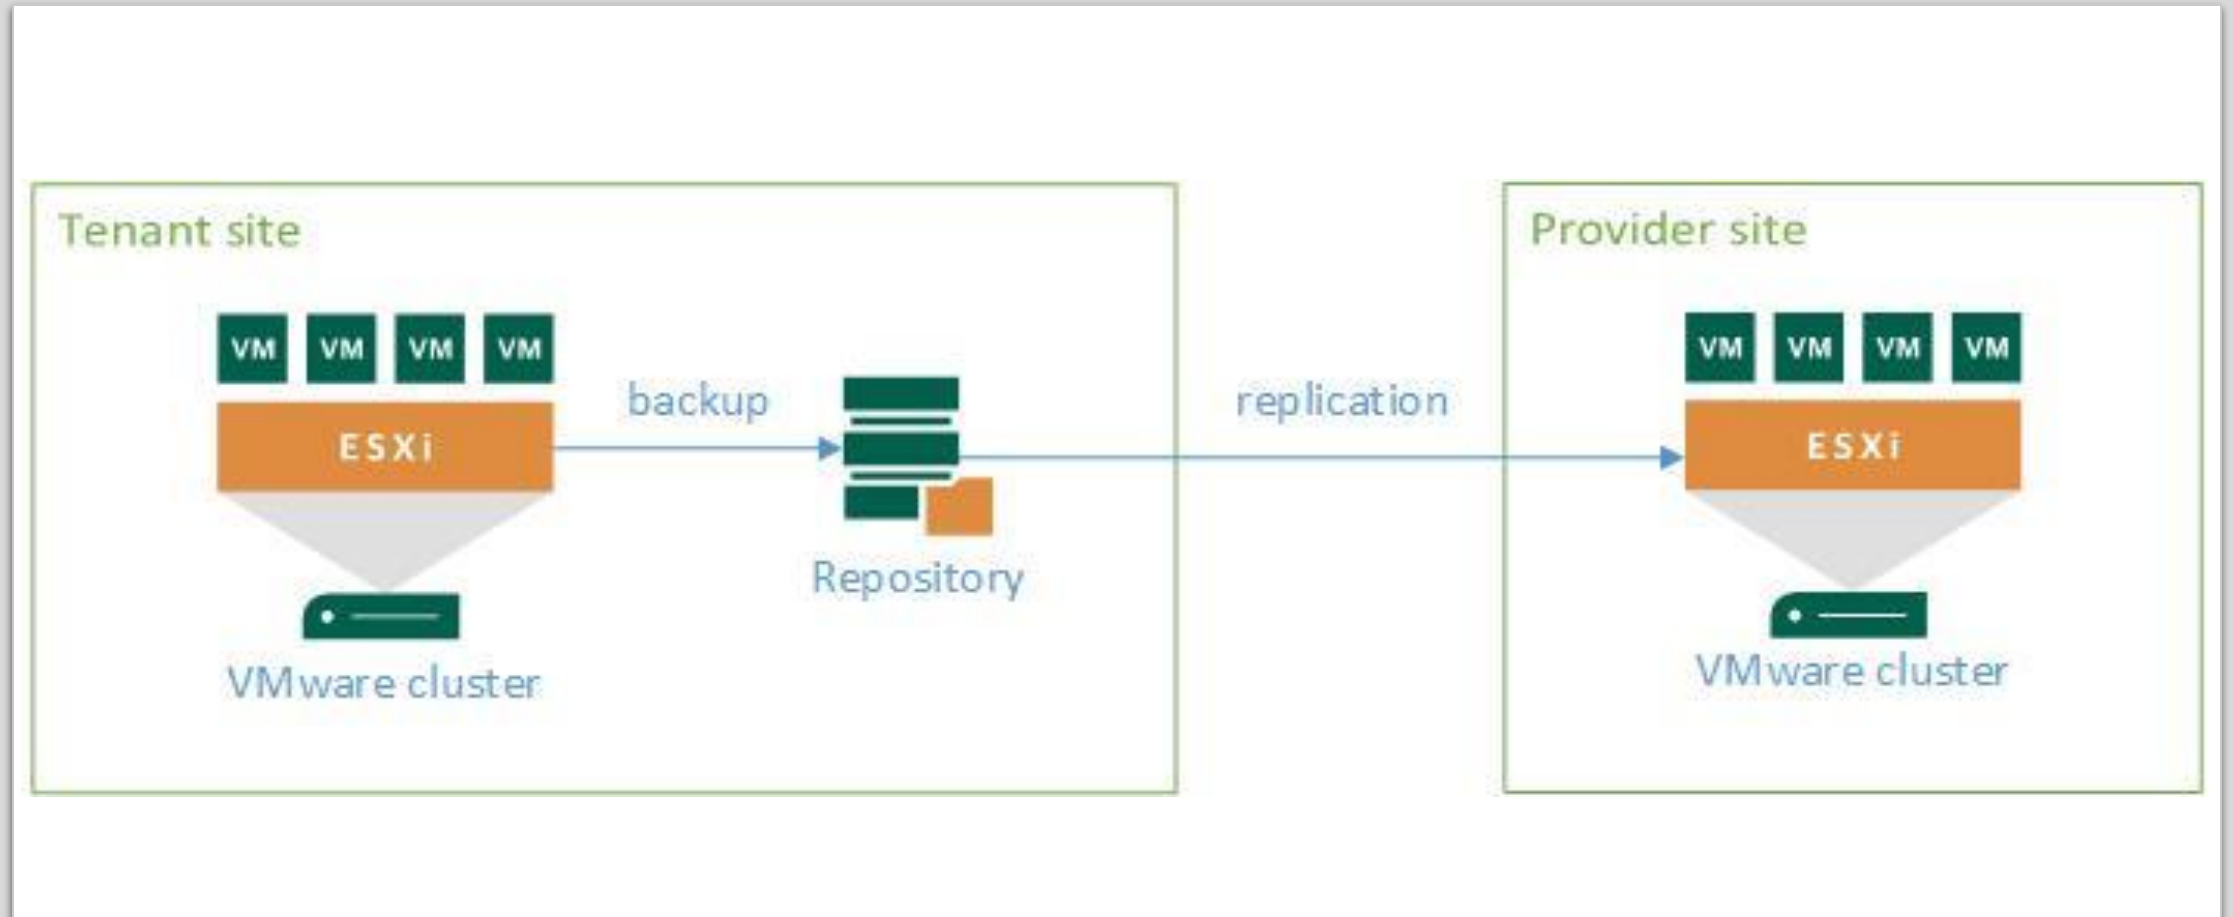 Tenant site
VM VM VM VM
ESXi
VMware cluster
backup
Repository
replication
Provider site
VM VM VM VM
ESXi
VMware cluster